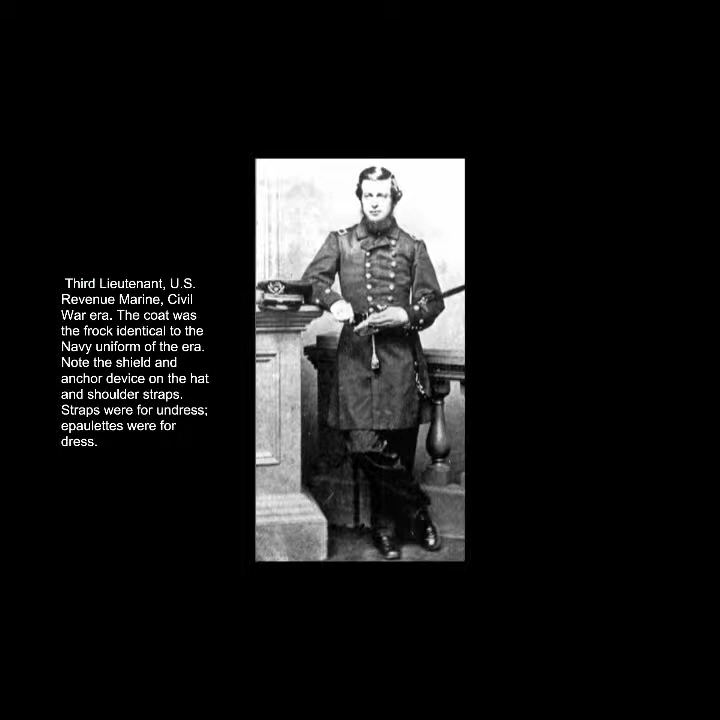 Third Lieutenant, U.S.
Revenue Marine, Civil
War era. The coat was
the frock identical to the
Navy uniform of the era.
Note the shield and
anchor device on the hat
and shoulder straps.
Straps were for undress;
epaulettes were for
dress.